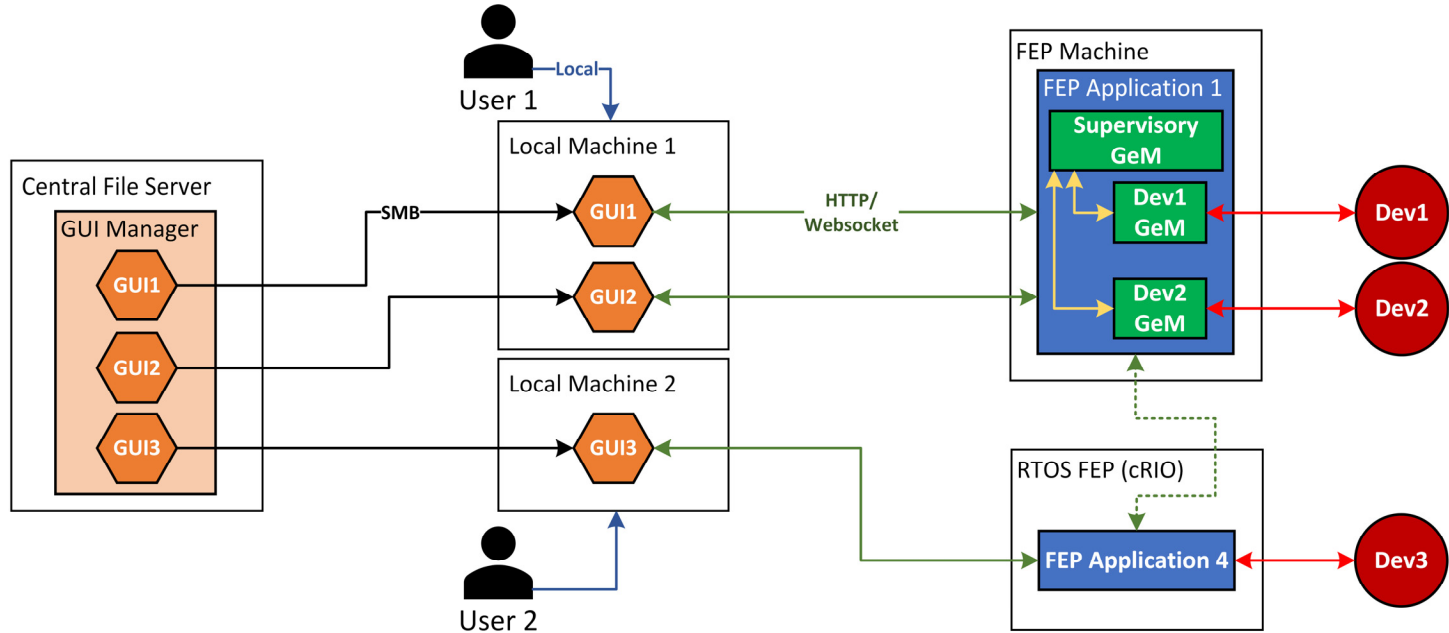 User 1
Local
Central File Server
GUI Manager
GUI1
GUI2
GUI3
SMB
Local Machine 1
GUI1
GUI2
Local Machine 2
GUI3
User 2
HTTP/
Websocket
FEP Machine
FEP Application 1
Supervisory
GeM
Dev1
GeM
Dev2
GeM
Dev1
Dev2
RTOS FEP (cRIO)
FEP Application 4
Dev3